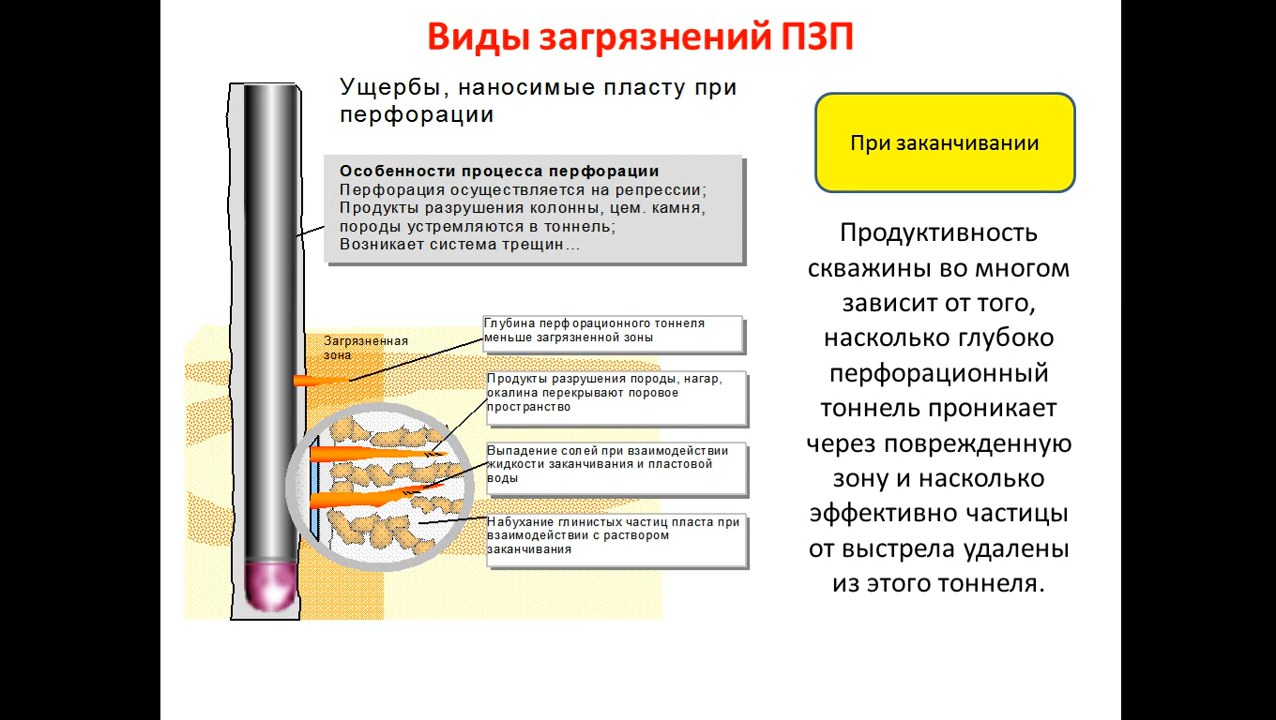 Виды загрязнений ПЗП
Ущербы, наносимые пласту при
перфорации
Особенности процесса перфорации
Перфорация осуществляется на репрессии;
Продукты разрушения колонны, цем. камня,
породы устремляются в тоннель;
Возникает система трещин...
Загрязненная
зона
Глубина перфорационного тоннеля
меньше загрязненной зоны
Продукты разрушения породы, нагар,
окалина перекрывают поровое
пространство
Выпадение солей при взаимодействии
жидкости заканчивания и пластовой
воды
Набухание глинистых частиц пласта при
взаимодействии с раствором
заканчивания
При заканчивании
Продуктивность
скважины во многом
зависит от того,
насколько глубоко
перфорационный
тоннель проникает
через поврежденную
зону и насколько
эффективно частицы
от выстрела удалены
из этого тоннеля.